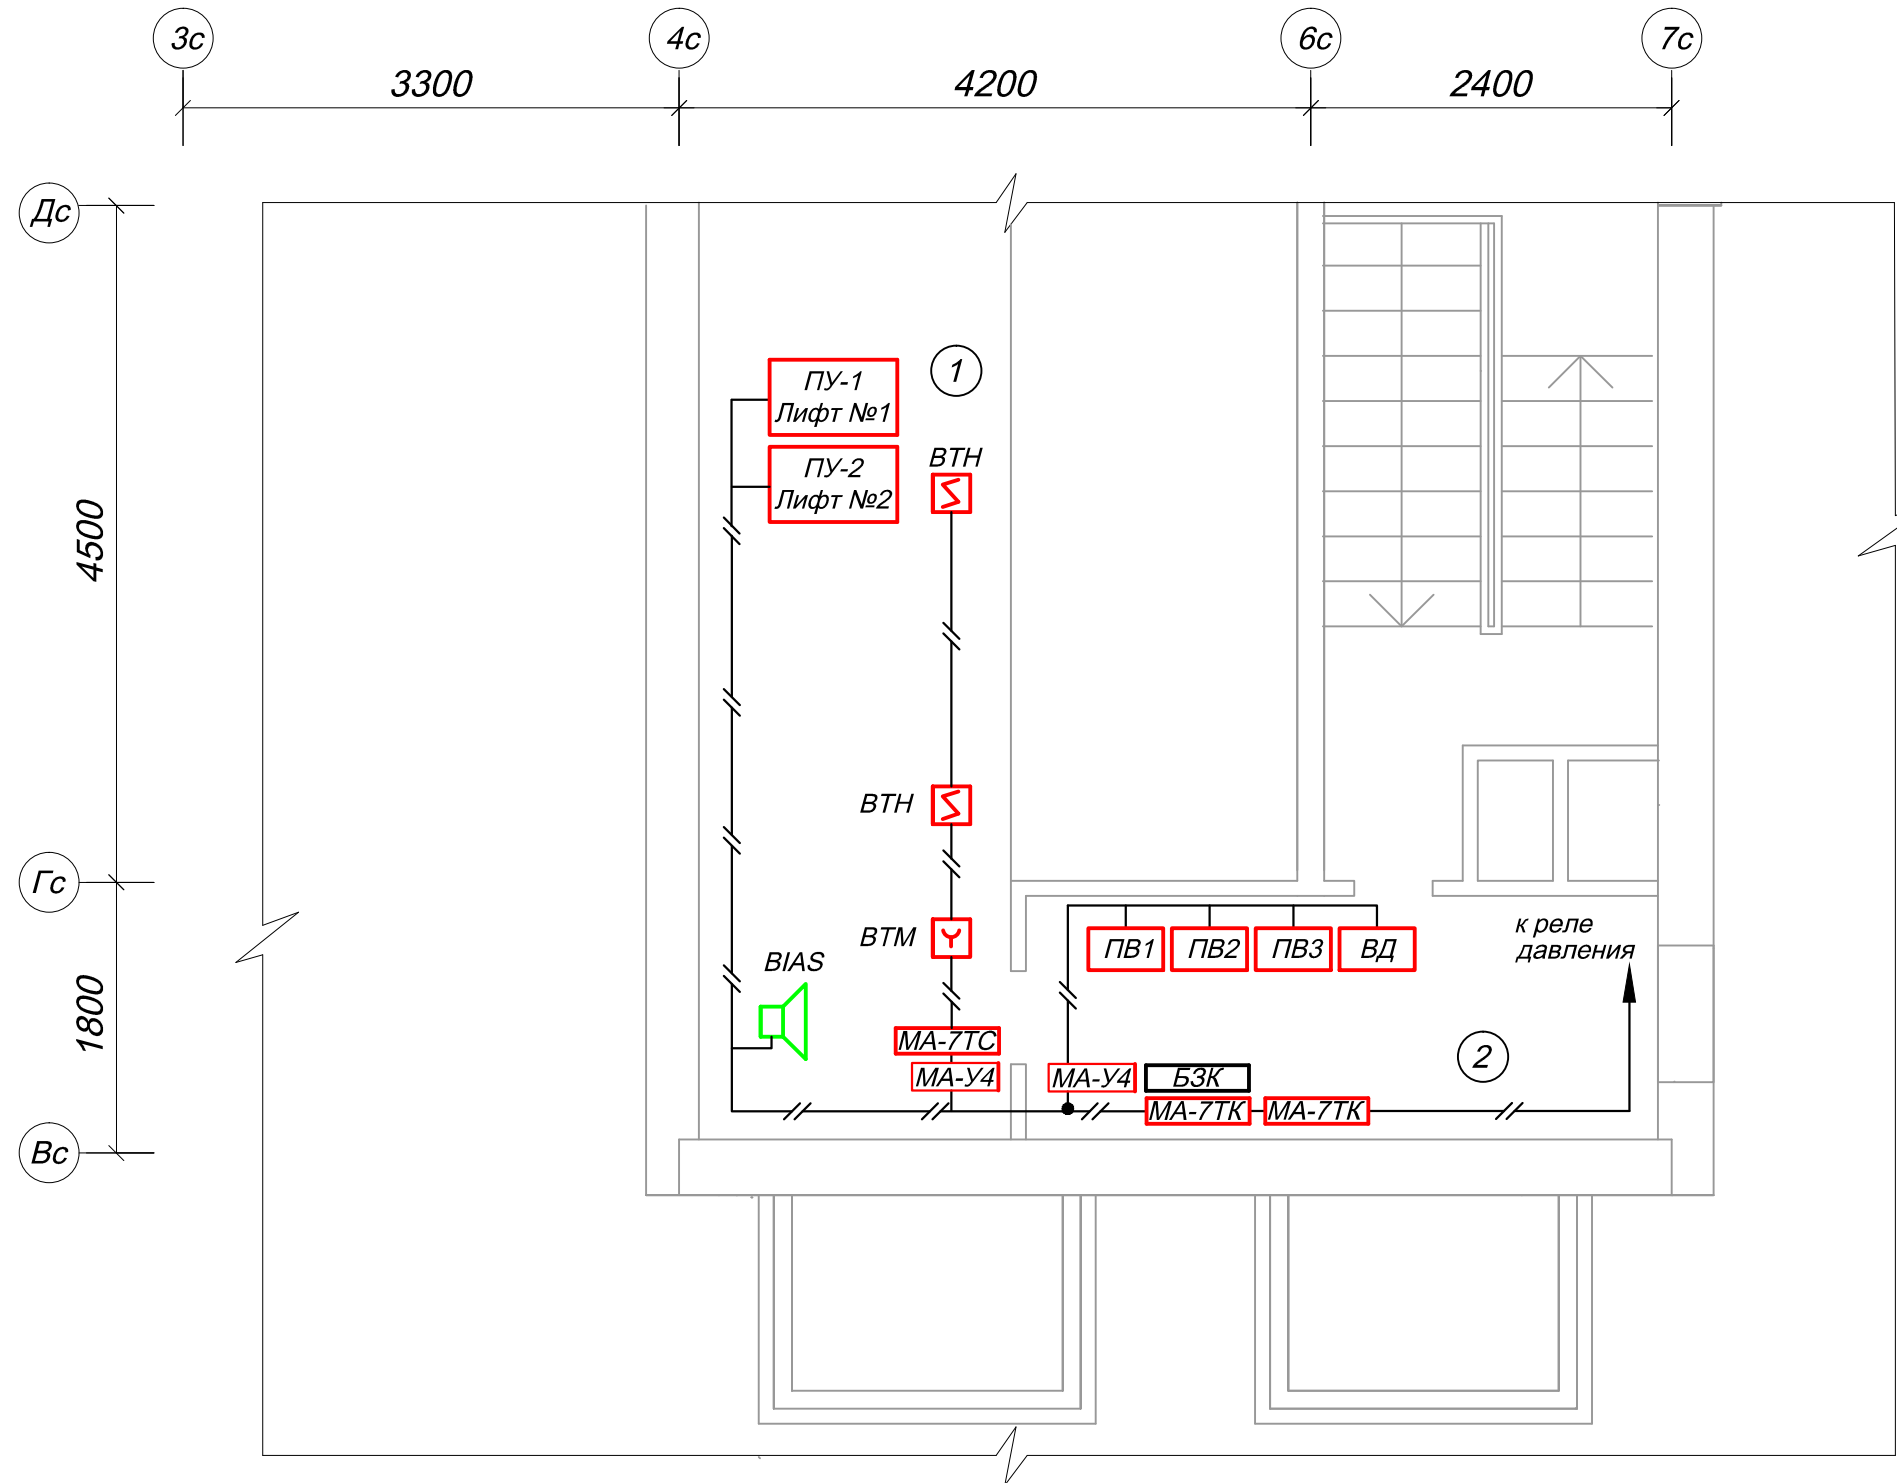 3с
4с
6с
7с
3300
4200
2400
Дс
ПУ-1
Лифт №1
1
ПУ-2
Лифт №2
ВТН
4500
ВТН
Гс
ВТМ
к реле
давления
ПВ1
ПВ2
ПВ3
ВД
BIAS
1800
МА-7ТС
2
МА-У4
МА-У4
БЗК
МА-7ТК
МА-7ТК
Вс